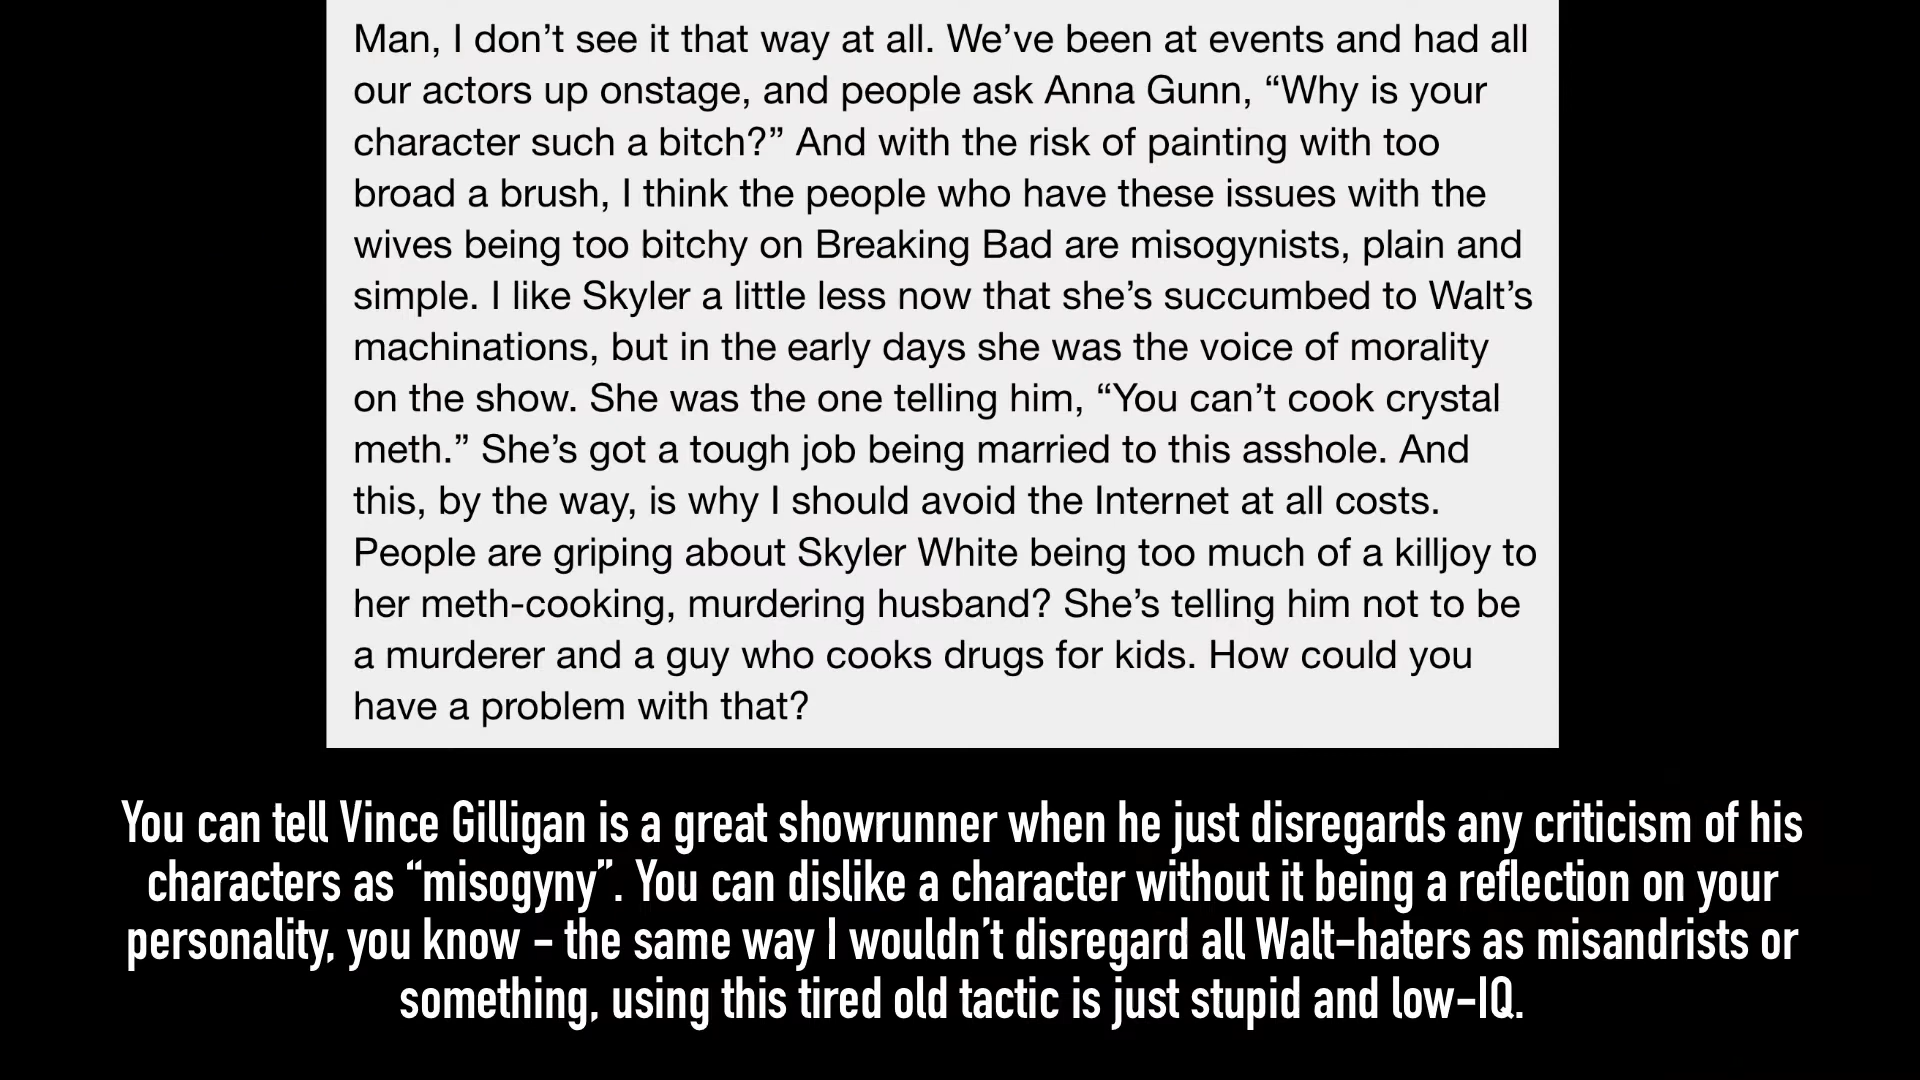 Man, I don’t see it that way at all. We’ve been at events and had all
our actors up onstage, and people ask Anna Gunn, “Why is your
character such a bitch?” And with the risk of painting with too
broad a brush, I think the people who have these issues with the
wives being too bitchy on Breaking Bad are misogynists, plain and
simple. I like Skyler a little less now that she’s succumbed to Walt’s
machinations, but in the early days she was the voice of morality
on the show. She was the one telling him, “You can’t cook crystal
meth.” She’s got a tough job being married to this asshole. And
this, by the way, is why I should avoid the Internet at all costs.
People are griping about Skyler White being too much of a killjoy to
her meth-cooking, murdering husband? She’s telling him not to be
a murderer and a guy who cooks drugs for kids. How could you
have a problem with that?
You can tell Vince Gilligan is a great showrunner when he just disregards any criticism of his
characters as “misogyny”. You can dislike a character without it being a reflection on your
personality, you know - the same way I wouldn’t disregard all Walt-haters as misandrists or
something, using this tired old tactic is just stupid and low-IQ.